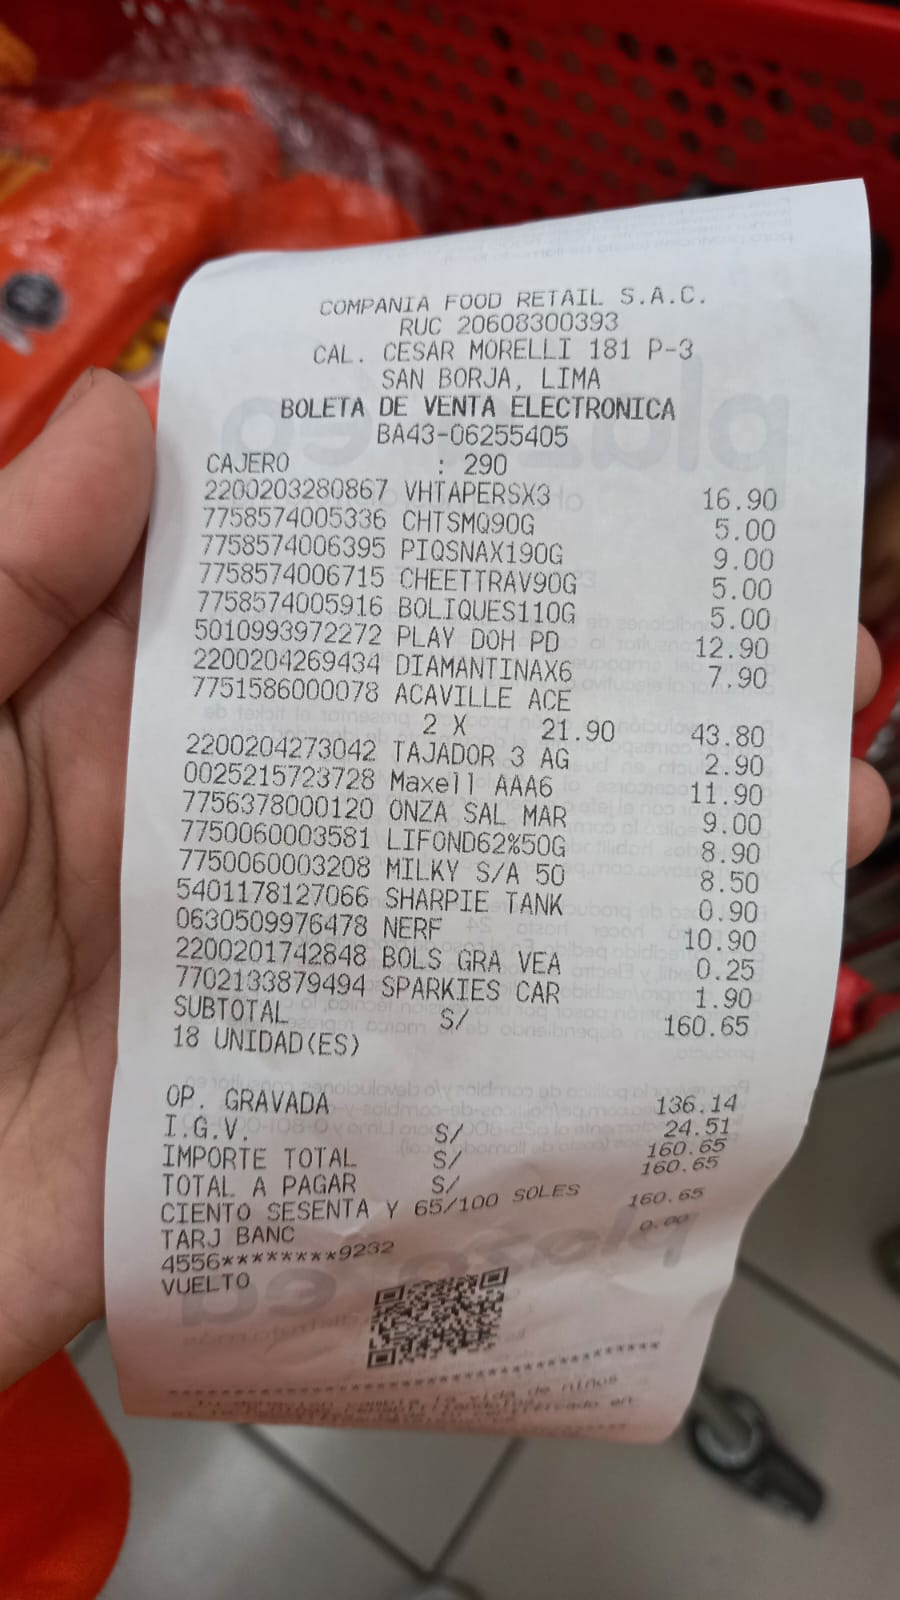 COMPANIA FOOD RETAIL S.A.C.
RUC 20608300393
CAL. CESAR MORELLI 181 P-3
SAN BORJA, LIMA
BOLETA DE VENTA ELECTRONICA
BA43-06255405
CAJERO : 290
2200203280867 VHTAPERSX3 16.90
7758574005336 CHTSMQ90G 5.00
7758574006395 PIQSNAX190G 9.00
7758574006715 CHEETTRAV90G 5.00
7758574005916 BOLIQUES110G 5.00
5010993972272 PLAY DOH PD 12.90
2200204269434 DIAMANTINAX6 7.90
7751586000078 ACAVILLE ACE
2 X 21.90 43.80
2200204273042 TAJADOR 3 AG 2.90
0025215723728 Maxell AAA6 11.90
7756378000120 ONZA SAL MAR 9.00
7750060003581 LIFOND62%50G 8.90
7750060003208 MILKY S/A 50 8.50
5401178127066 SHARPIE TANK 0.90
0630509976478 NERF 10.90
2200201742848 BOLS GRA VEA 0.25
7702133879494 SPARKIES CAR 1.90
SUBTOTAL S/ 160.65
18 UNIDAD(ES)
OP. GRAVADA 136.14
I.G.V. S/ 24.51
IMPORTE TOTAL S/ 160.65
TOTAL A PAGAR S/ 160.65
CIENTO SESENTA Y 65/100 SOLES
TARJ BANC 160.65
4556********9232
VUELTO 0.00